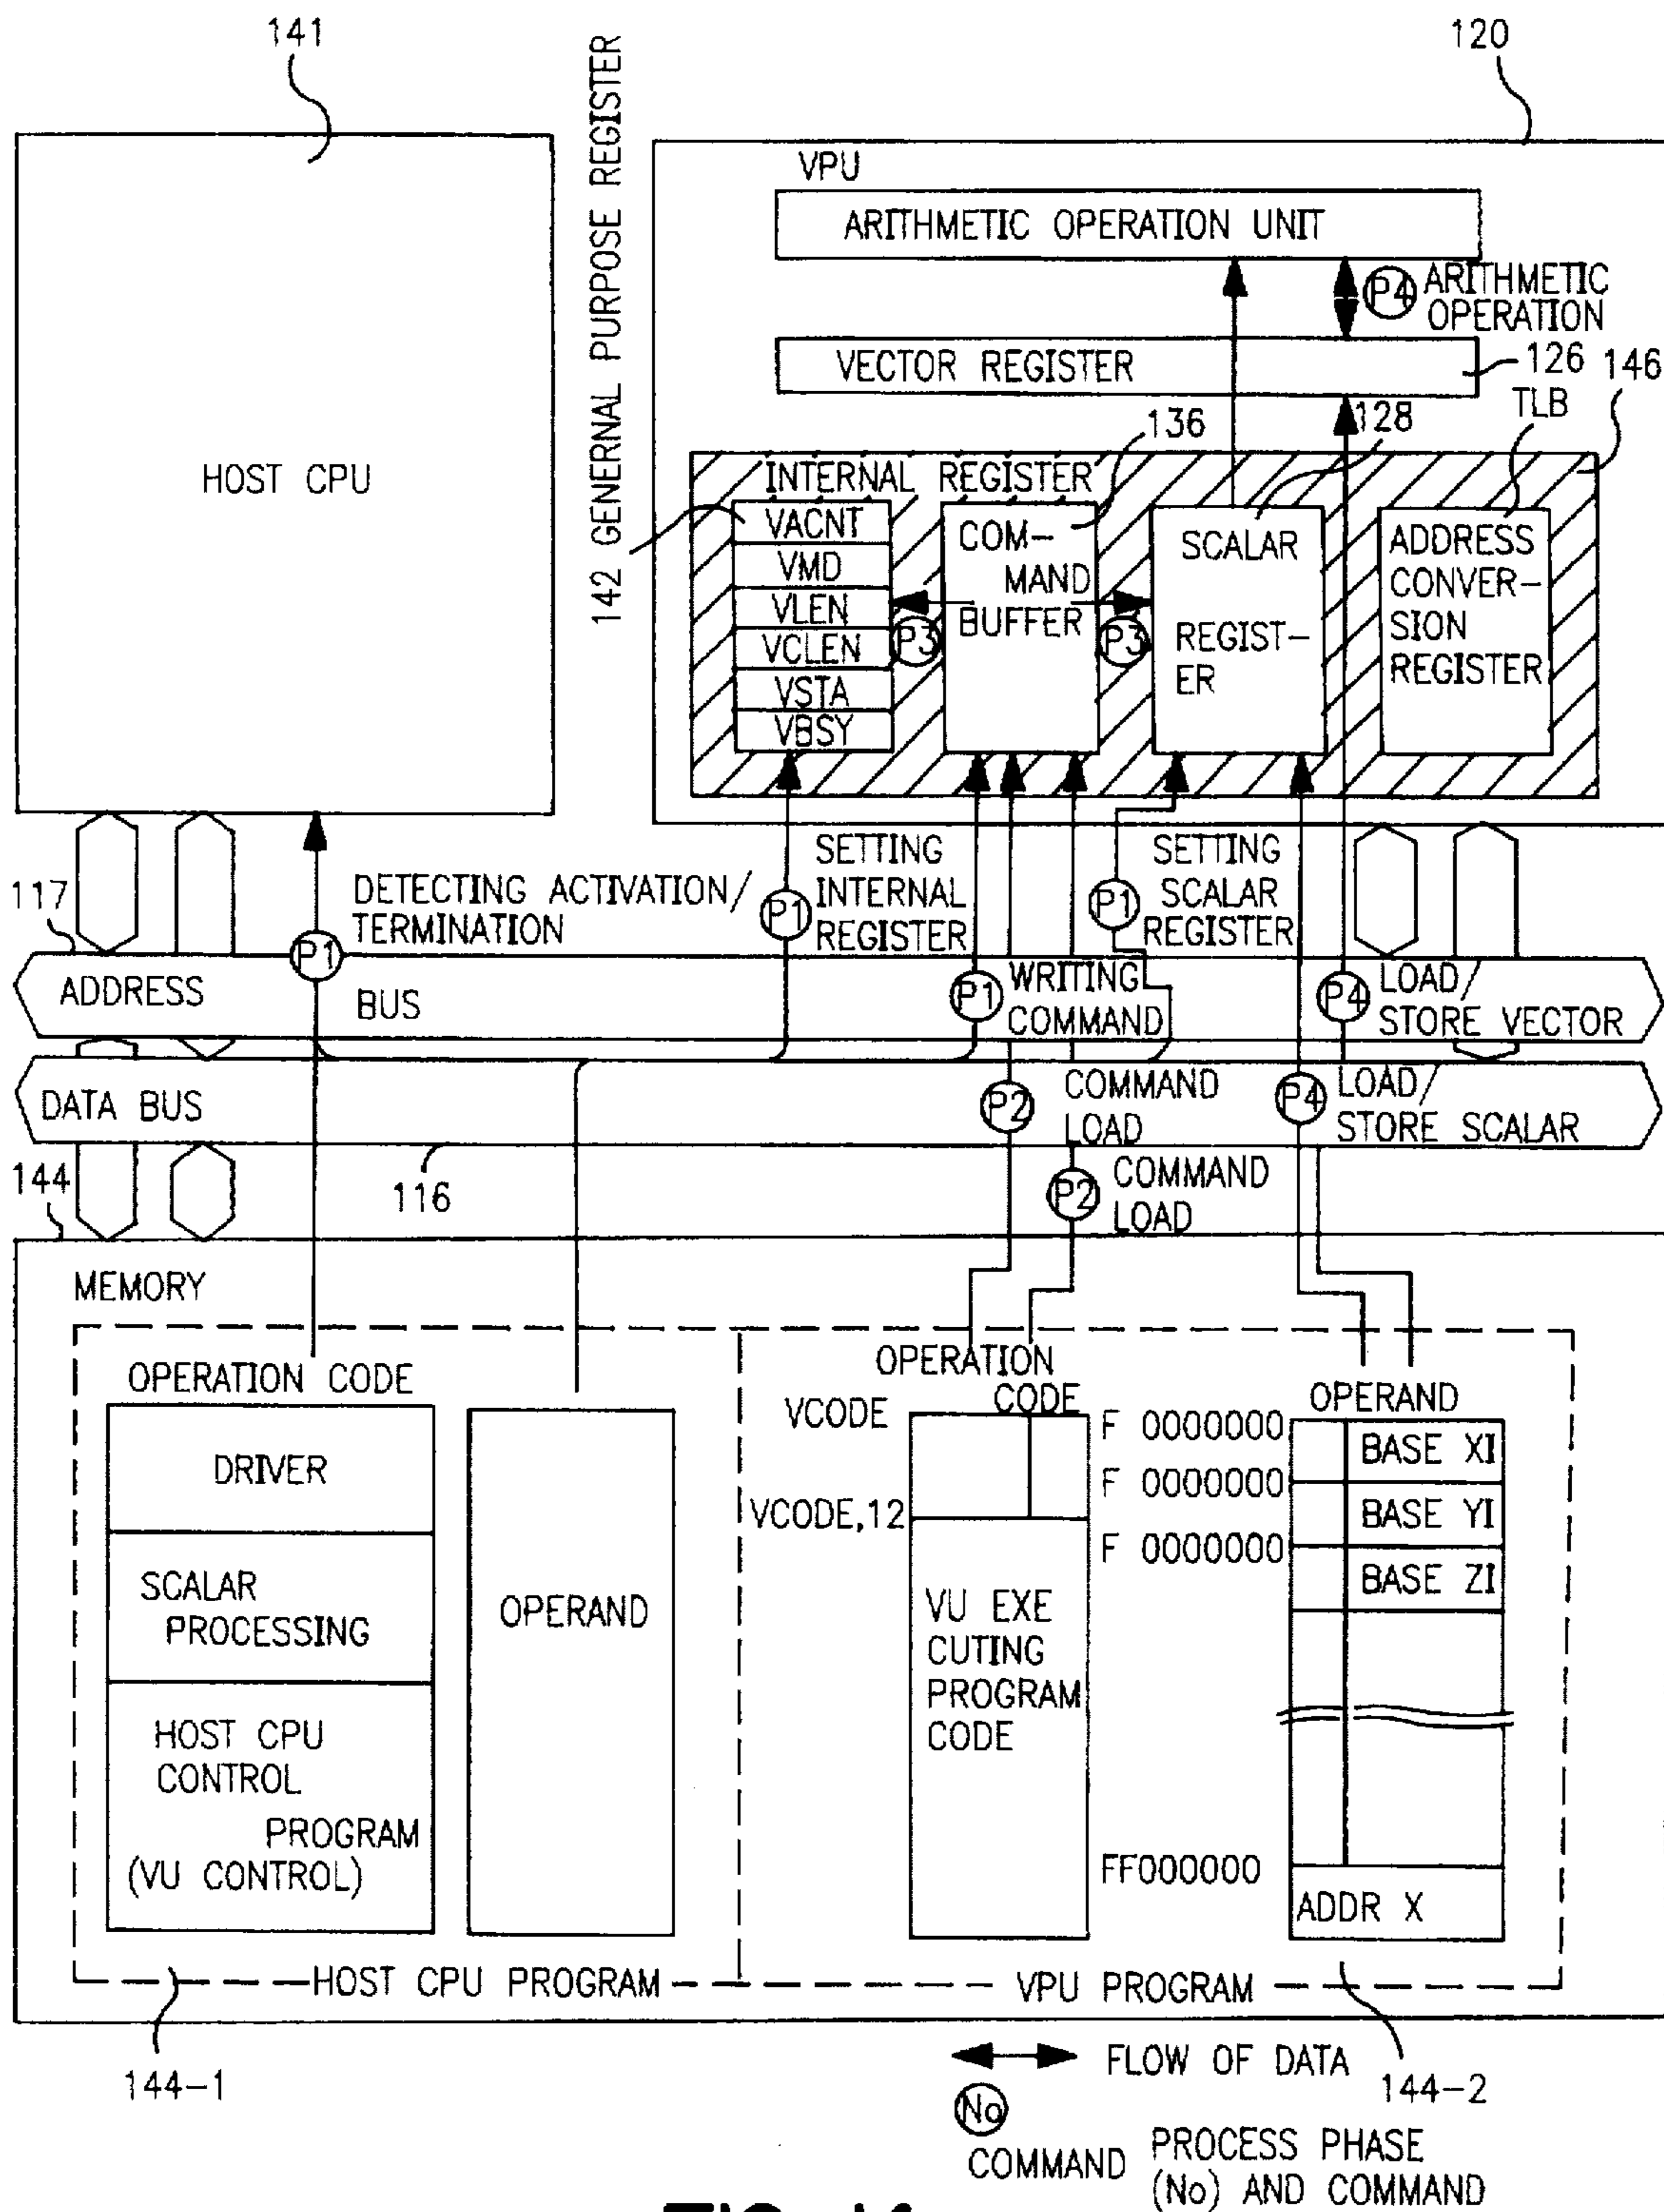 141
120
142 GENERNAL PURPOSE REGISTER
VPU
ARITHMETIC OPERATION UNIT
P4
ARITHMETIC
OPERATION
VECTOR REGISTER
126
146
TLB
128
136
HOST CPU
INTERNAL REGISTER
VACNT
VMD
VLEN
VCLEN
VSTA
VBSY
P3
COM-
MAND
BUFFER
P3
SCALAR
REGIST-
ER
ADDRESS
CONVER-
SION
REGISTER
117
P1
DETECTING ACTIVATION/
TERMINATION
P1
SETTING
INTERNAL
REGISTER
P1
SETTING
SCALAR
REGISTER
ADDRESS BUS
P1
WRITING
COMMAND
P4
LOAD/
STORE VECTOR
DATA BUS
P2
COMMAND
LOAD
P4
LOAD/
STORE SCALAR
144
116
P2
COMMAND
LOAD
MEMORY
OPERATION CODE
DRIVER
SCALAR
PROCESSING
HOST CPU
CONTROL
PROGRAM
(VU CONTROL)
OPERAND
OPERATION
CODE
VCODE
VCODE,12
VU EXE
CUTING
PROGRAM
CODE
OPERAND
F 0000000
BASE XI
F 0000000
BASE YI
F 0000000
BASE ZI
FF000000
ADDR X
HOST CPU PROGRAM
VPU PROGRAM
144-1
144-2
FLOW OF DATA
No
COMMAND
PROCESS PHASE
(No) AND COMMAND